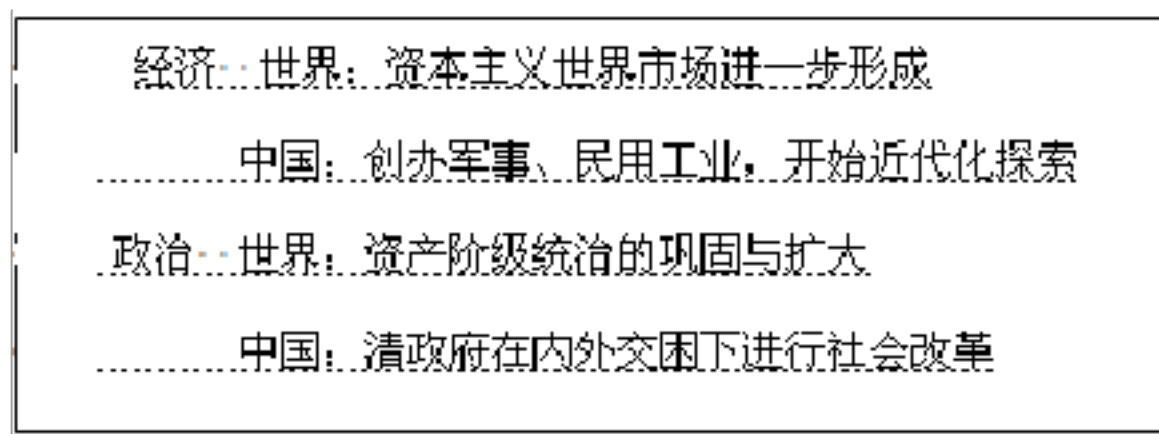 经济 世界：资本主义世界市场进一步形成
中国：创办军事、民用工业，开始近代化探索
政治 世界：资产阶级统治的巩固与扩大
中国：清政府在内外交困下进行社会改革